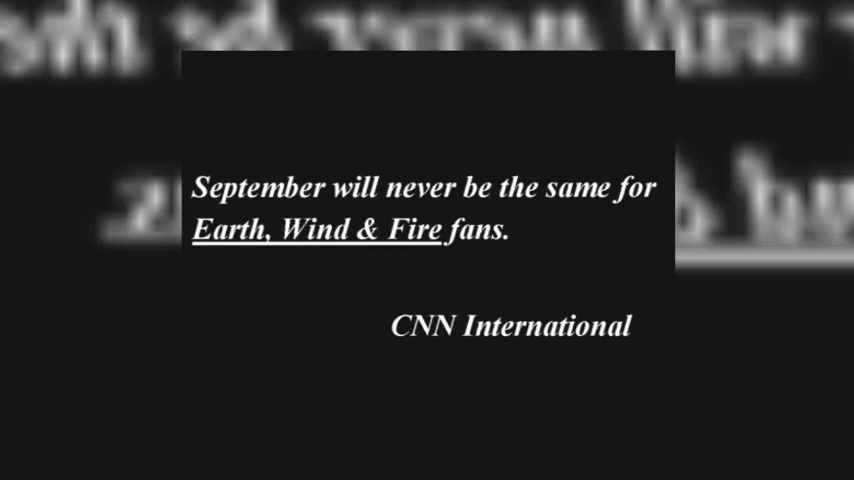 September will never be the same for
Earth, Wind & Fire fans.
CNN International